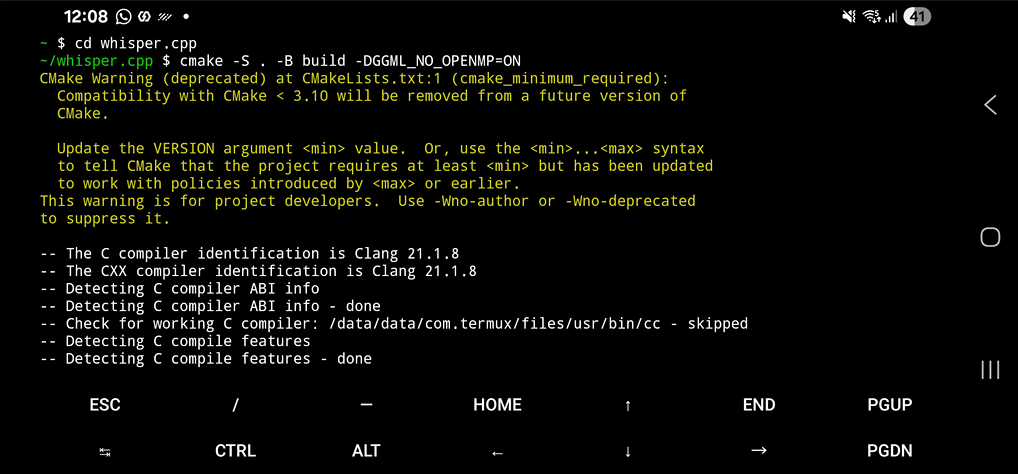 12:08 41
~ $ cd whisper.cpp
~/whisper.cpp $ cmake -S . -B build -DGGML_NO_OPENMP=ON
CMake Warning (deprecated) at CMakeLists.txt:1 (cmake_minimum_required):
  Compatibility with CMake < 3.10 will be removed from a future version of
  CMake.

  Update the VERSION argument <min> value.  Or, use the <min>...<max> syntax
  to tell CMake that the project requires at least <min> but has been updated
  to work with policies introduced by <max> or earlier.
This warning is for project developers.  Use -Wno-author or -Wno-deprecated
to suppress it.

-- The C compiler identification is Clang 21.1.8
-- The CXX compiler identification is Clang 21.1.8
-- Detecting C compiler ABI info
-- Detecting C compiler ABI info - done
-- Check for working C compiler: /data/data/com.termux/files/usr/bin/cc - skipped
-- Detecting C compile features
-- Detecting C compile features - done
ESC / — HOME ↑ END PGUP
↹ CTRL ALT ← ↓ → PGDN